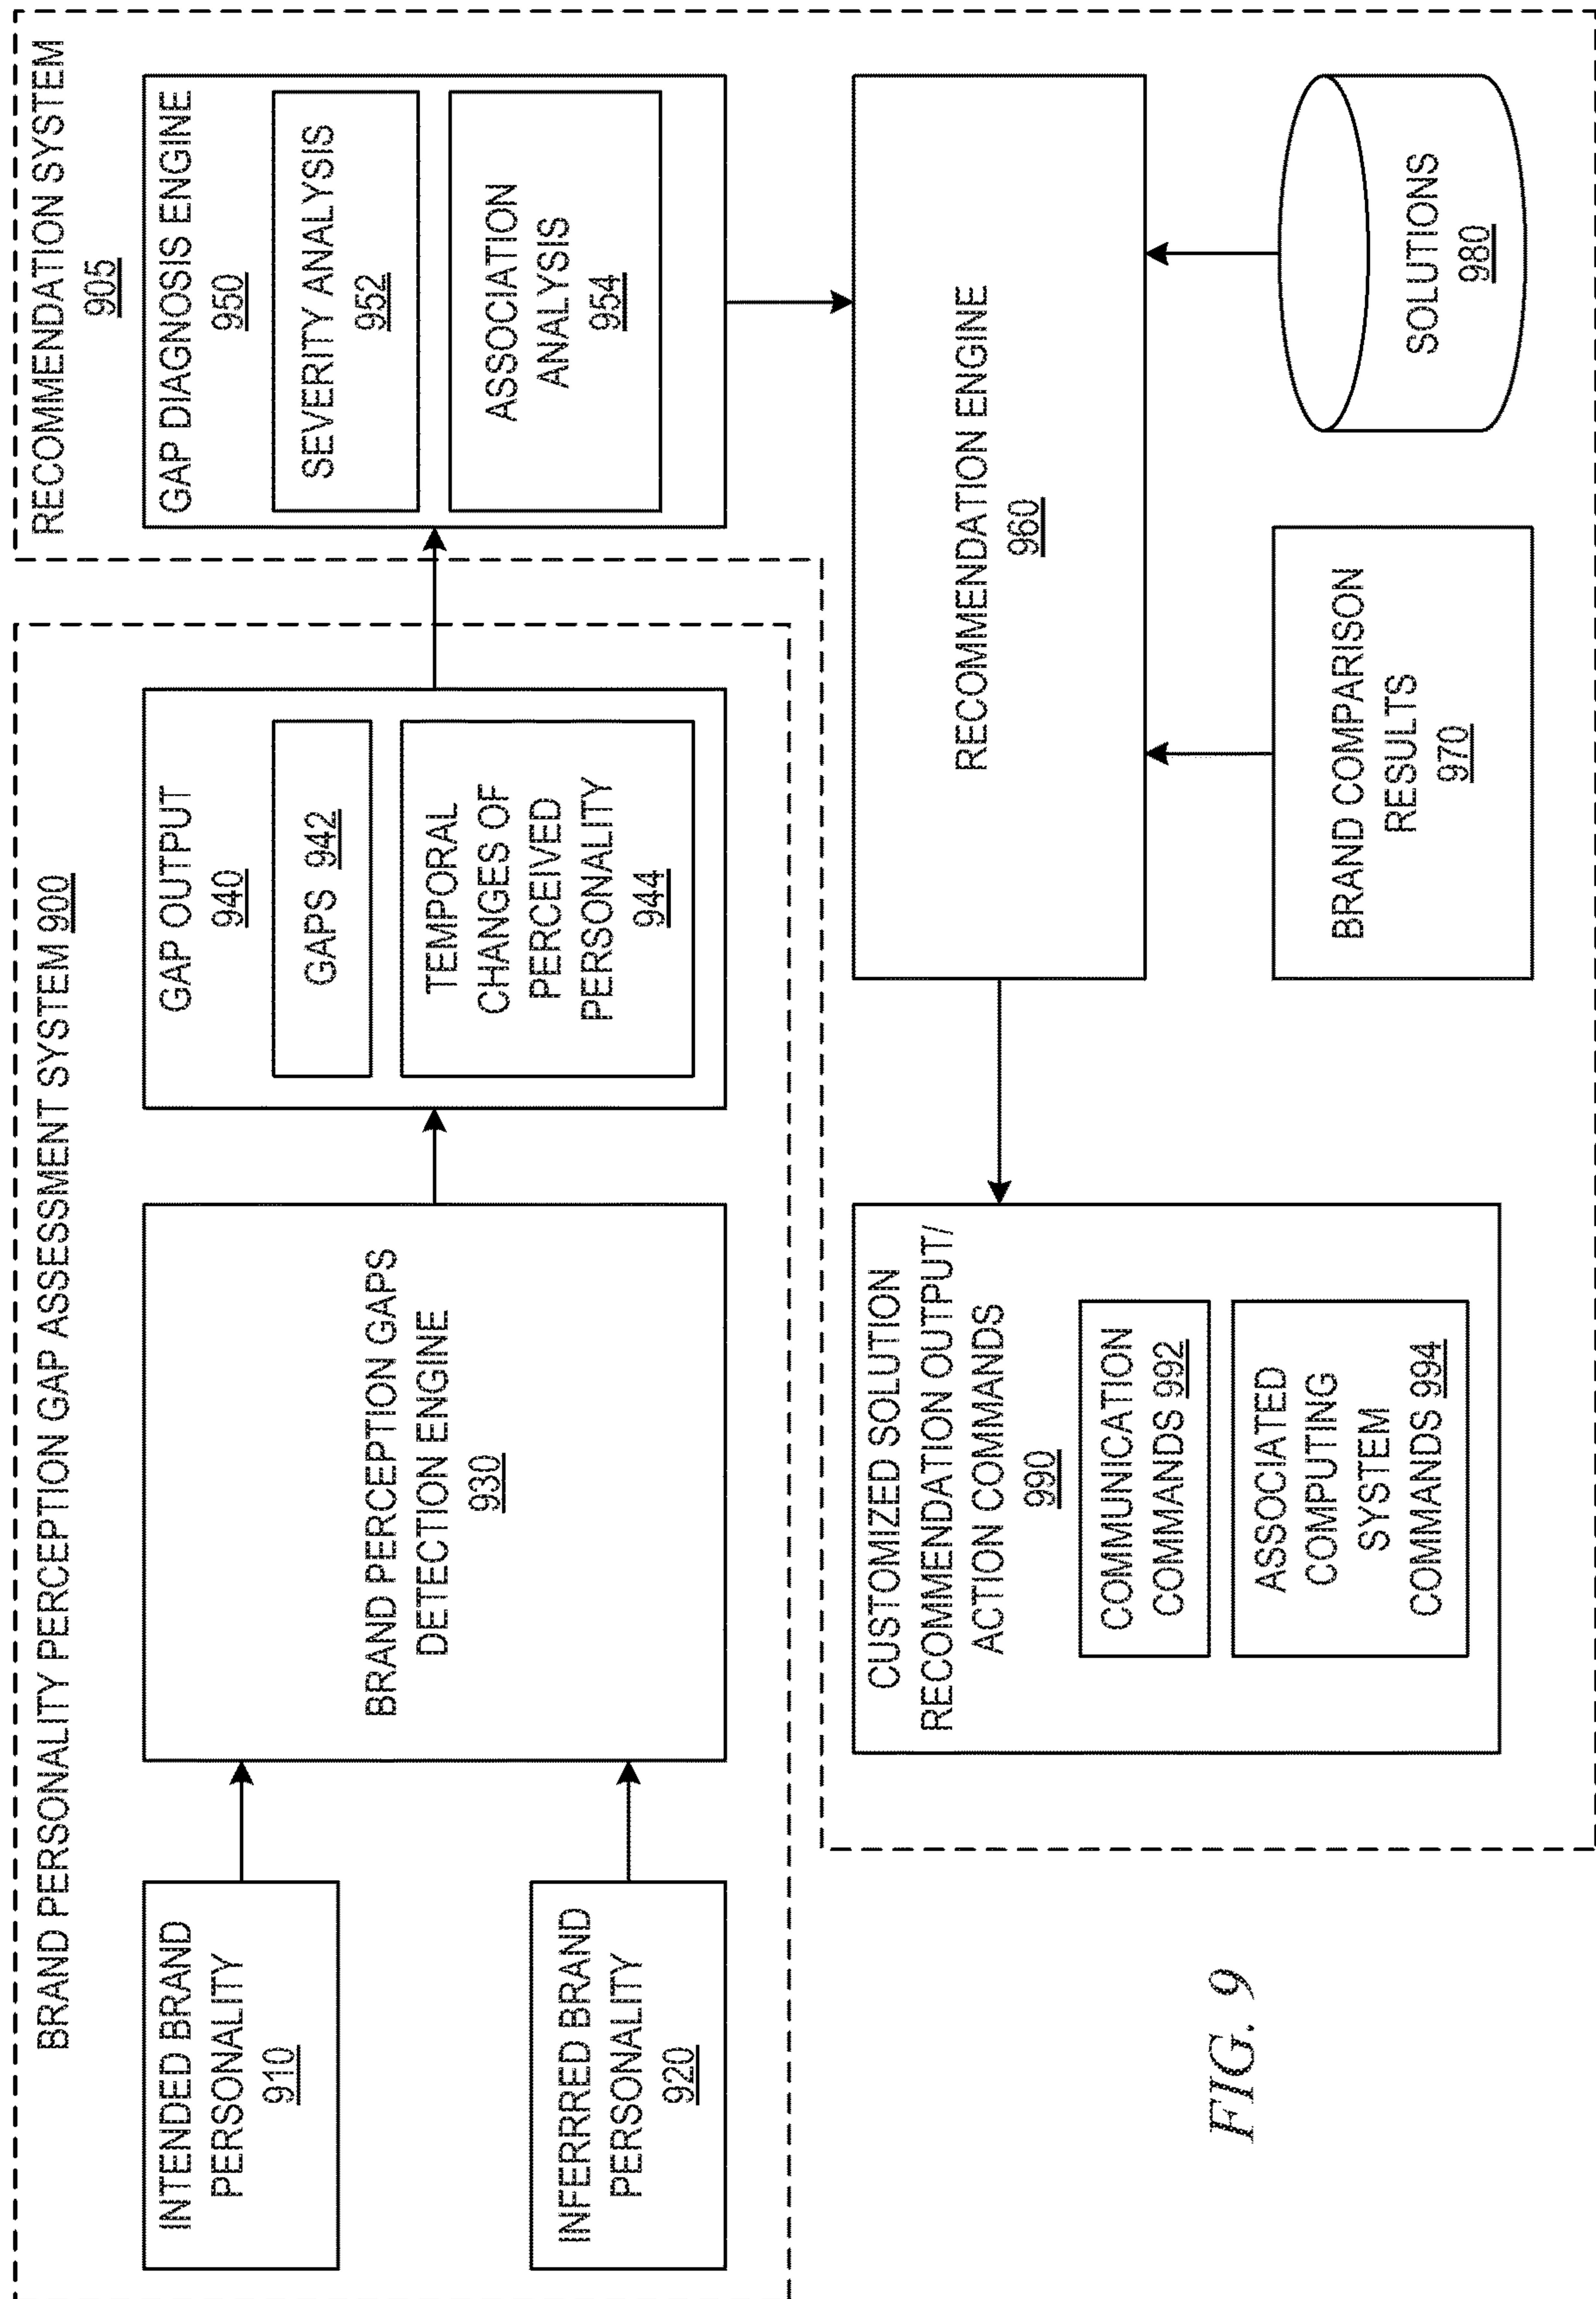 BRAND PERSONALITY PERCEPTION GAP ASSESSMENT SYSTEM 900
INTENDED BRAND
PERSONALITY
910
INFERRRED BRAND
PERSONALITY
920
BRAND PERCEPTION GAPS
DETECTION ENGINE
930
GAP OUTPUT
940
GAPS 942
TEMPORAL
CHANGES OF
PERCEIVED
PERSONALITY
944
RECOMMENDATION SYSTEM
905
GAP DIAGNOSIS ENGINE
950
SEVERITY ANALYSIS
952
ASSOCIATION
ANALYSIS
954
RECOMMENDATION ENGINE
960
BRAND COMPARISON
RESULTS
970
SOLUTIONS
980
CUSTOMIZED SOLUTION
RECOMMENDATION OUTPUT/
ACTION COMMANDS
990
COMMUNICATION
COMMANDS 992
ASSOCIATED
COMPUTING
SYSTEM
COMMANDS 994
FIG. 9